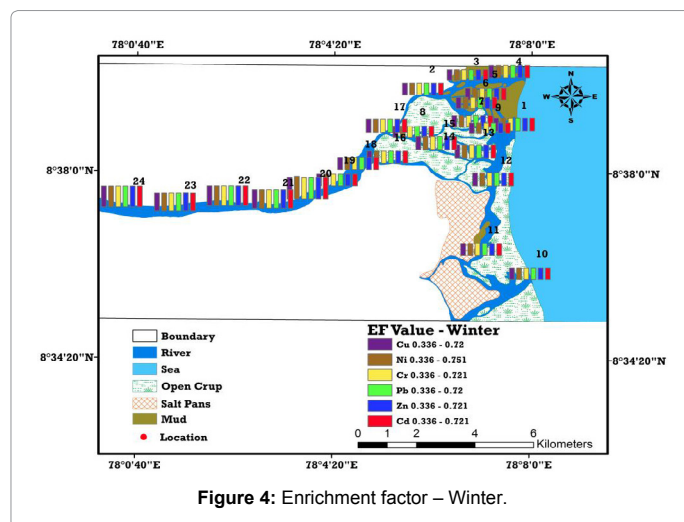 78°0'40"E 78°4'20"E 78°8'0"E
3 4
2 5
N
6
W E
S
17 7 9 1
8
15
13
16 14
18
12
19
8°38'0"N 8°38'0"N
24 23 22 21 20
11
10
Boundary
River
Sea
Open Crup
Salt Pans
Mud
Location
EF Value - Winter
Cu 0.336 - 0.72
Ni 0.336 - 0.751
Cr 0.336 - 0.721
Pb 0.336 - 0.72
Zn 0.336 - 0.721
Cd 0.336 - 0.721
8°34'20"N 8°34'20"N
0 1 2 4 6
Kilometers
78°0'40"E 78°4'20"E 78°8'0"E
Figure 4: Enrichment factor – Winter.